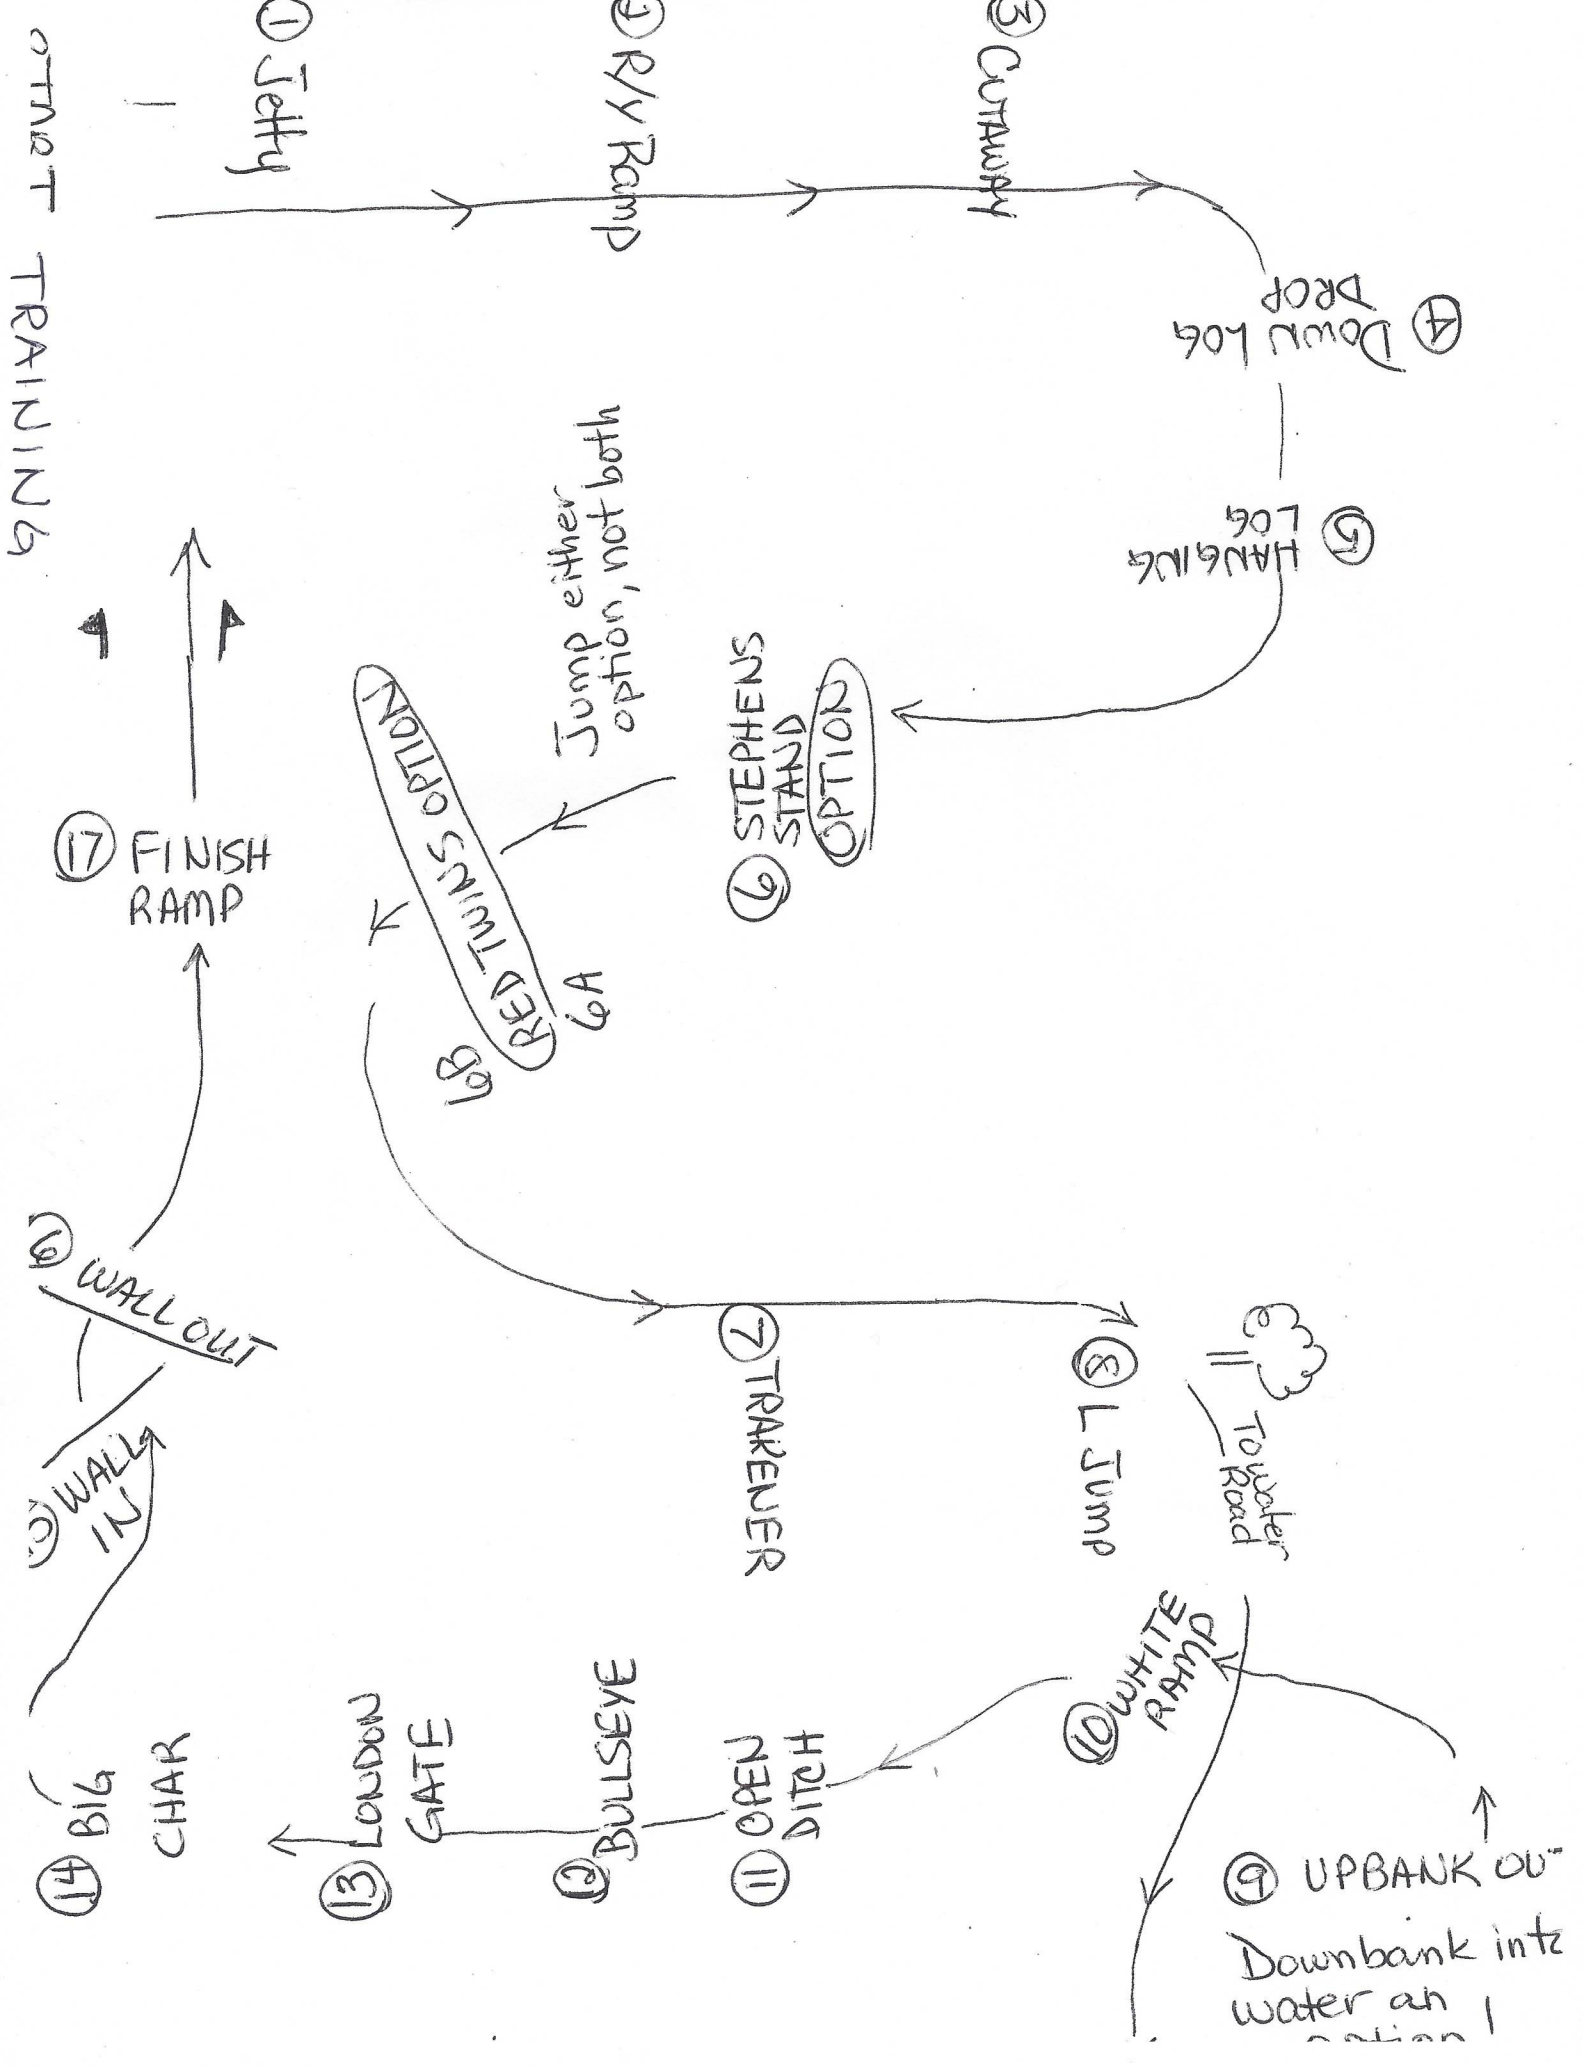 START TRAINING
① Jetty
② R/Y Ramp
③ CUTAWAY
④ DOWN LOG
DROP
⑤ HANGING
LOG
⑥ STEPHENS
STAND
OPTION
Jump either
option, not both
RED TWINS OPTION
6A
6B
⑦ TRAKENER
⑧ L Jump
To water
Road
⑨ UPBANK OUT
Downbank into
water an
option!
⑩ WHITE
RAMP
⑪ OPEN
DITCH
⑫ BULLSEYE
⑬ LONDON
GATE
⑭ BIG
CHAR
WALL
IN
WALL OUT
⑰ FINISH
RAMP